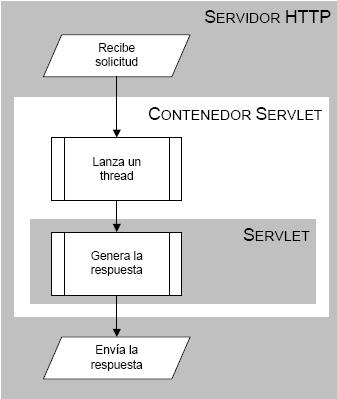 SERVIDOR HTTP
Recibe
solicitud
CONTENEDOR SERVLET
Lanza un
thread
SERVLET
Genera la
respuesta
Envía la
respuesta